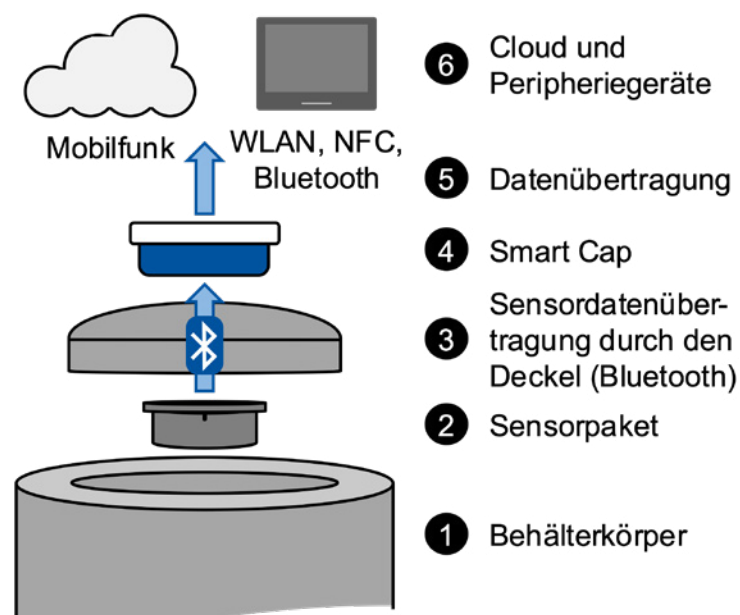 Mobilfunk
WLAN, NFC,
Bluetooth
6 Cloud und
Peripheriegeräte
5 Datenübertragung
4 Smart Cap
Sensordatenüber-
3 tragung durch den
Deckel (Bluetooth)
2 Sensorpaket
1 Behälterkörper